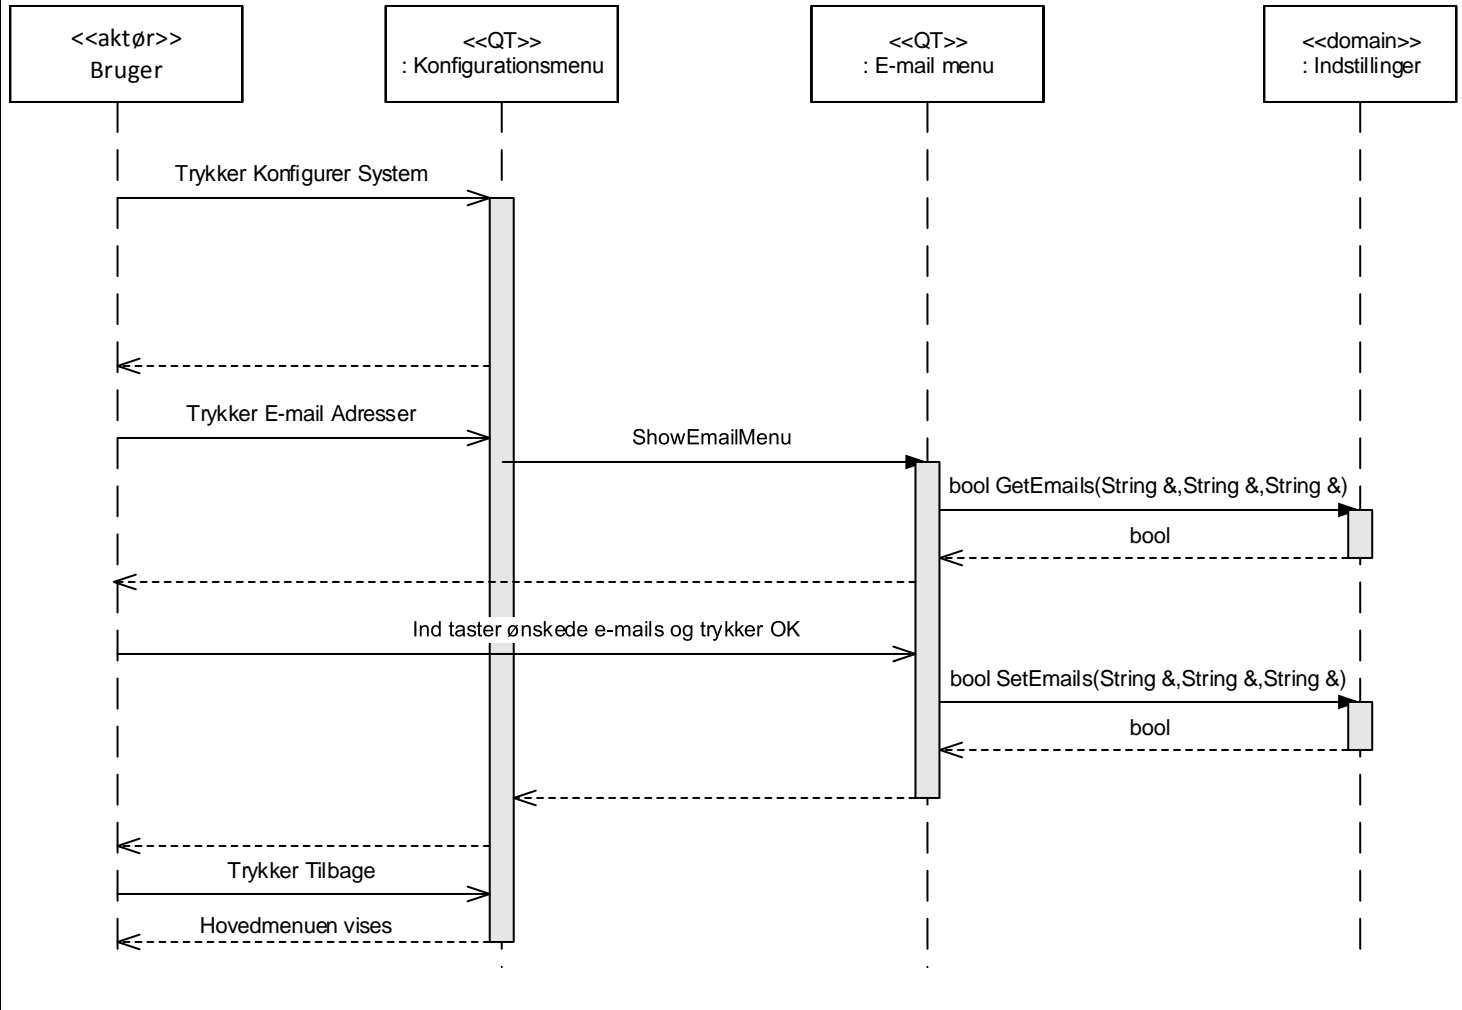 <<aktør>>
Bruger
<<QT>>
: Konfigurationsmenu
<<QT>>
: E-mail menu
<<domain>>
: Indstillinger
Trykker Konfigurer System
Trykker E-mail Adresser
ShowEmailMenu
bool GetEmails(String &,String &,String &)
bool
Ind taster ønskede e-mails og trykker OK
bool SetEmails(String &,String &,String &)
bool
Trykker Tilbage
Hovedmenuen vises